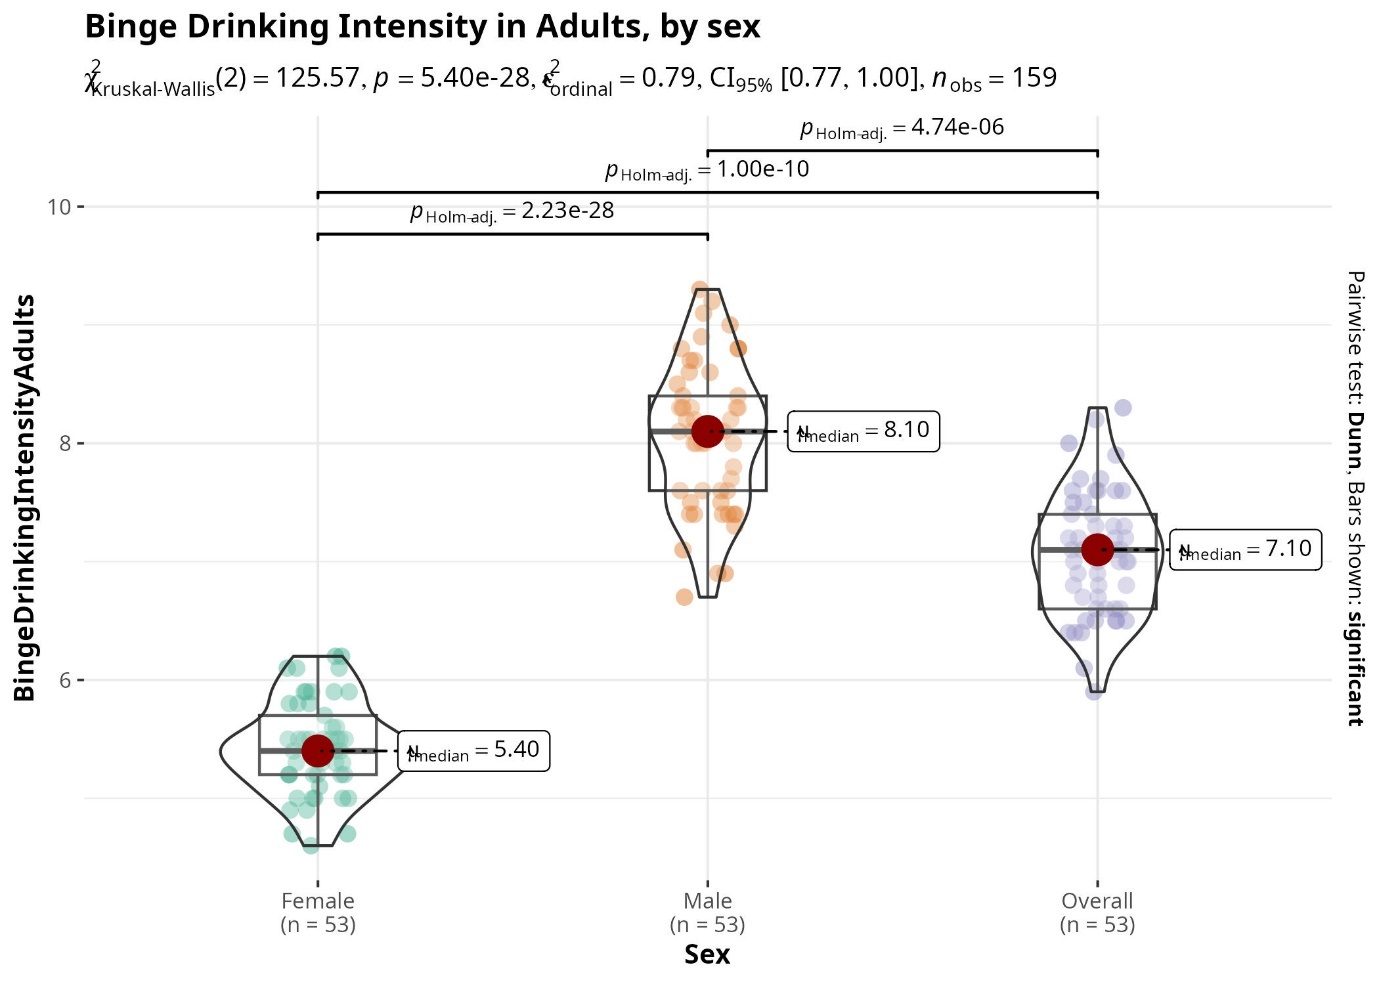 Binge Drinking Intensity in Adults, by sex
χ²Kruskal-Wallis(2) = 125.57, p = 5.40e-28, ε²ordinal = 0.79, CI95% [0.77, 1.00], nobs = 159
pHolm-adj. = 4.74e-06
pHolm-adj. = 1.00e-10
pHolm-adj. = 2.23e-28
10
8
6
BingeDrinkingIntensityAdults
median = 8.10
median = 7.10
median = 5.40
Pairwise test: Dunn, Bars shown: significant
Female
(n = 53)
Male
(n = 53)
Overall
(n = 53)
Sex